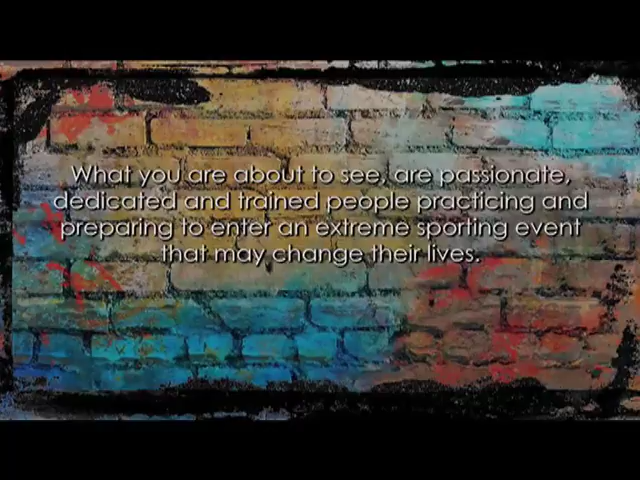 What you are about to see, are passionate,
dedicated and trained people practicing and
preparing to enter an extreme sporting event
that may change their lives.